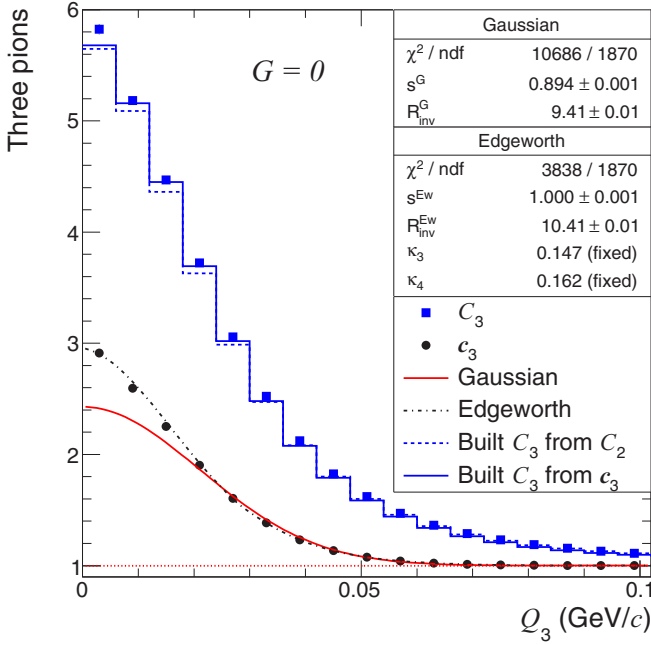 Three pions
6
5
4
3
2
1
0
0.05
0.1
Q_3 (GeV/c)
G = 0
Gaussian
χ² / ndf 10686 / 1870
s^G 0.894 ± 0.001
R^G_inv 9.41 ± 0.01
Edgeworth
χ² / ndf 3838 / 1870
s^Ew 1.000 ± 0.001
R^Ew_inv 10.41 ± 0.01
κ₃ 0.147 (fixed)
κ₄ 0.162 (fixed)
C₃
c₃
Gaussian
Edgeworth
Built C₃ from C₂
Built C₃ from c₃